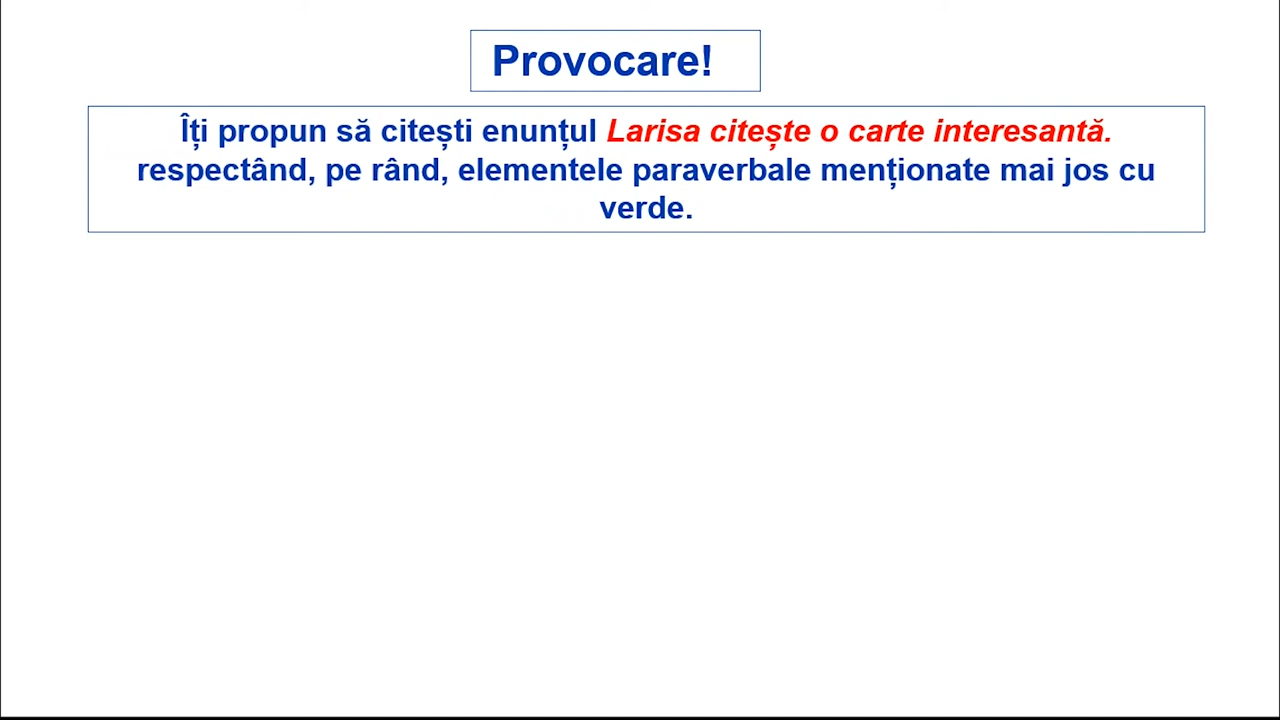 Provocare!
Îți propun să citești enunțul Larisa citește o carte interesantă.
respectând, pe rând, elementele paraverbale menționate mai jos cu
verde.